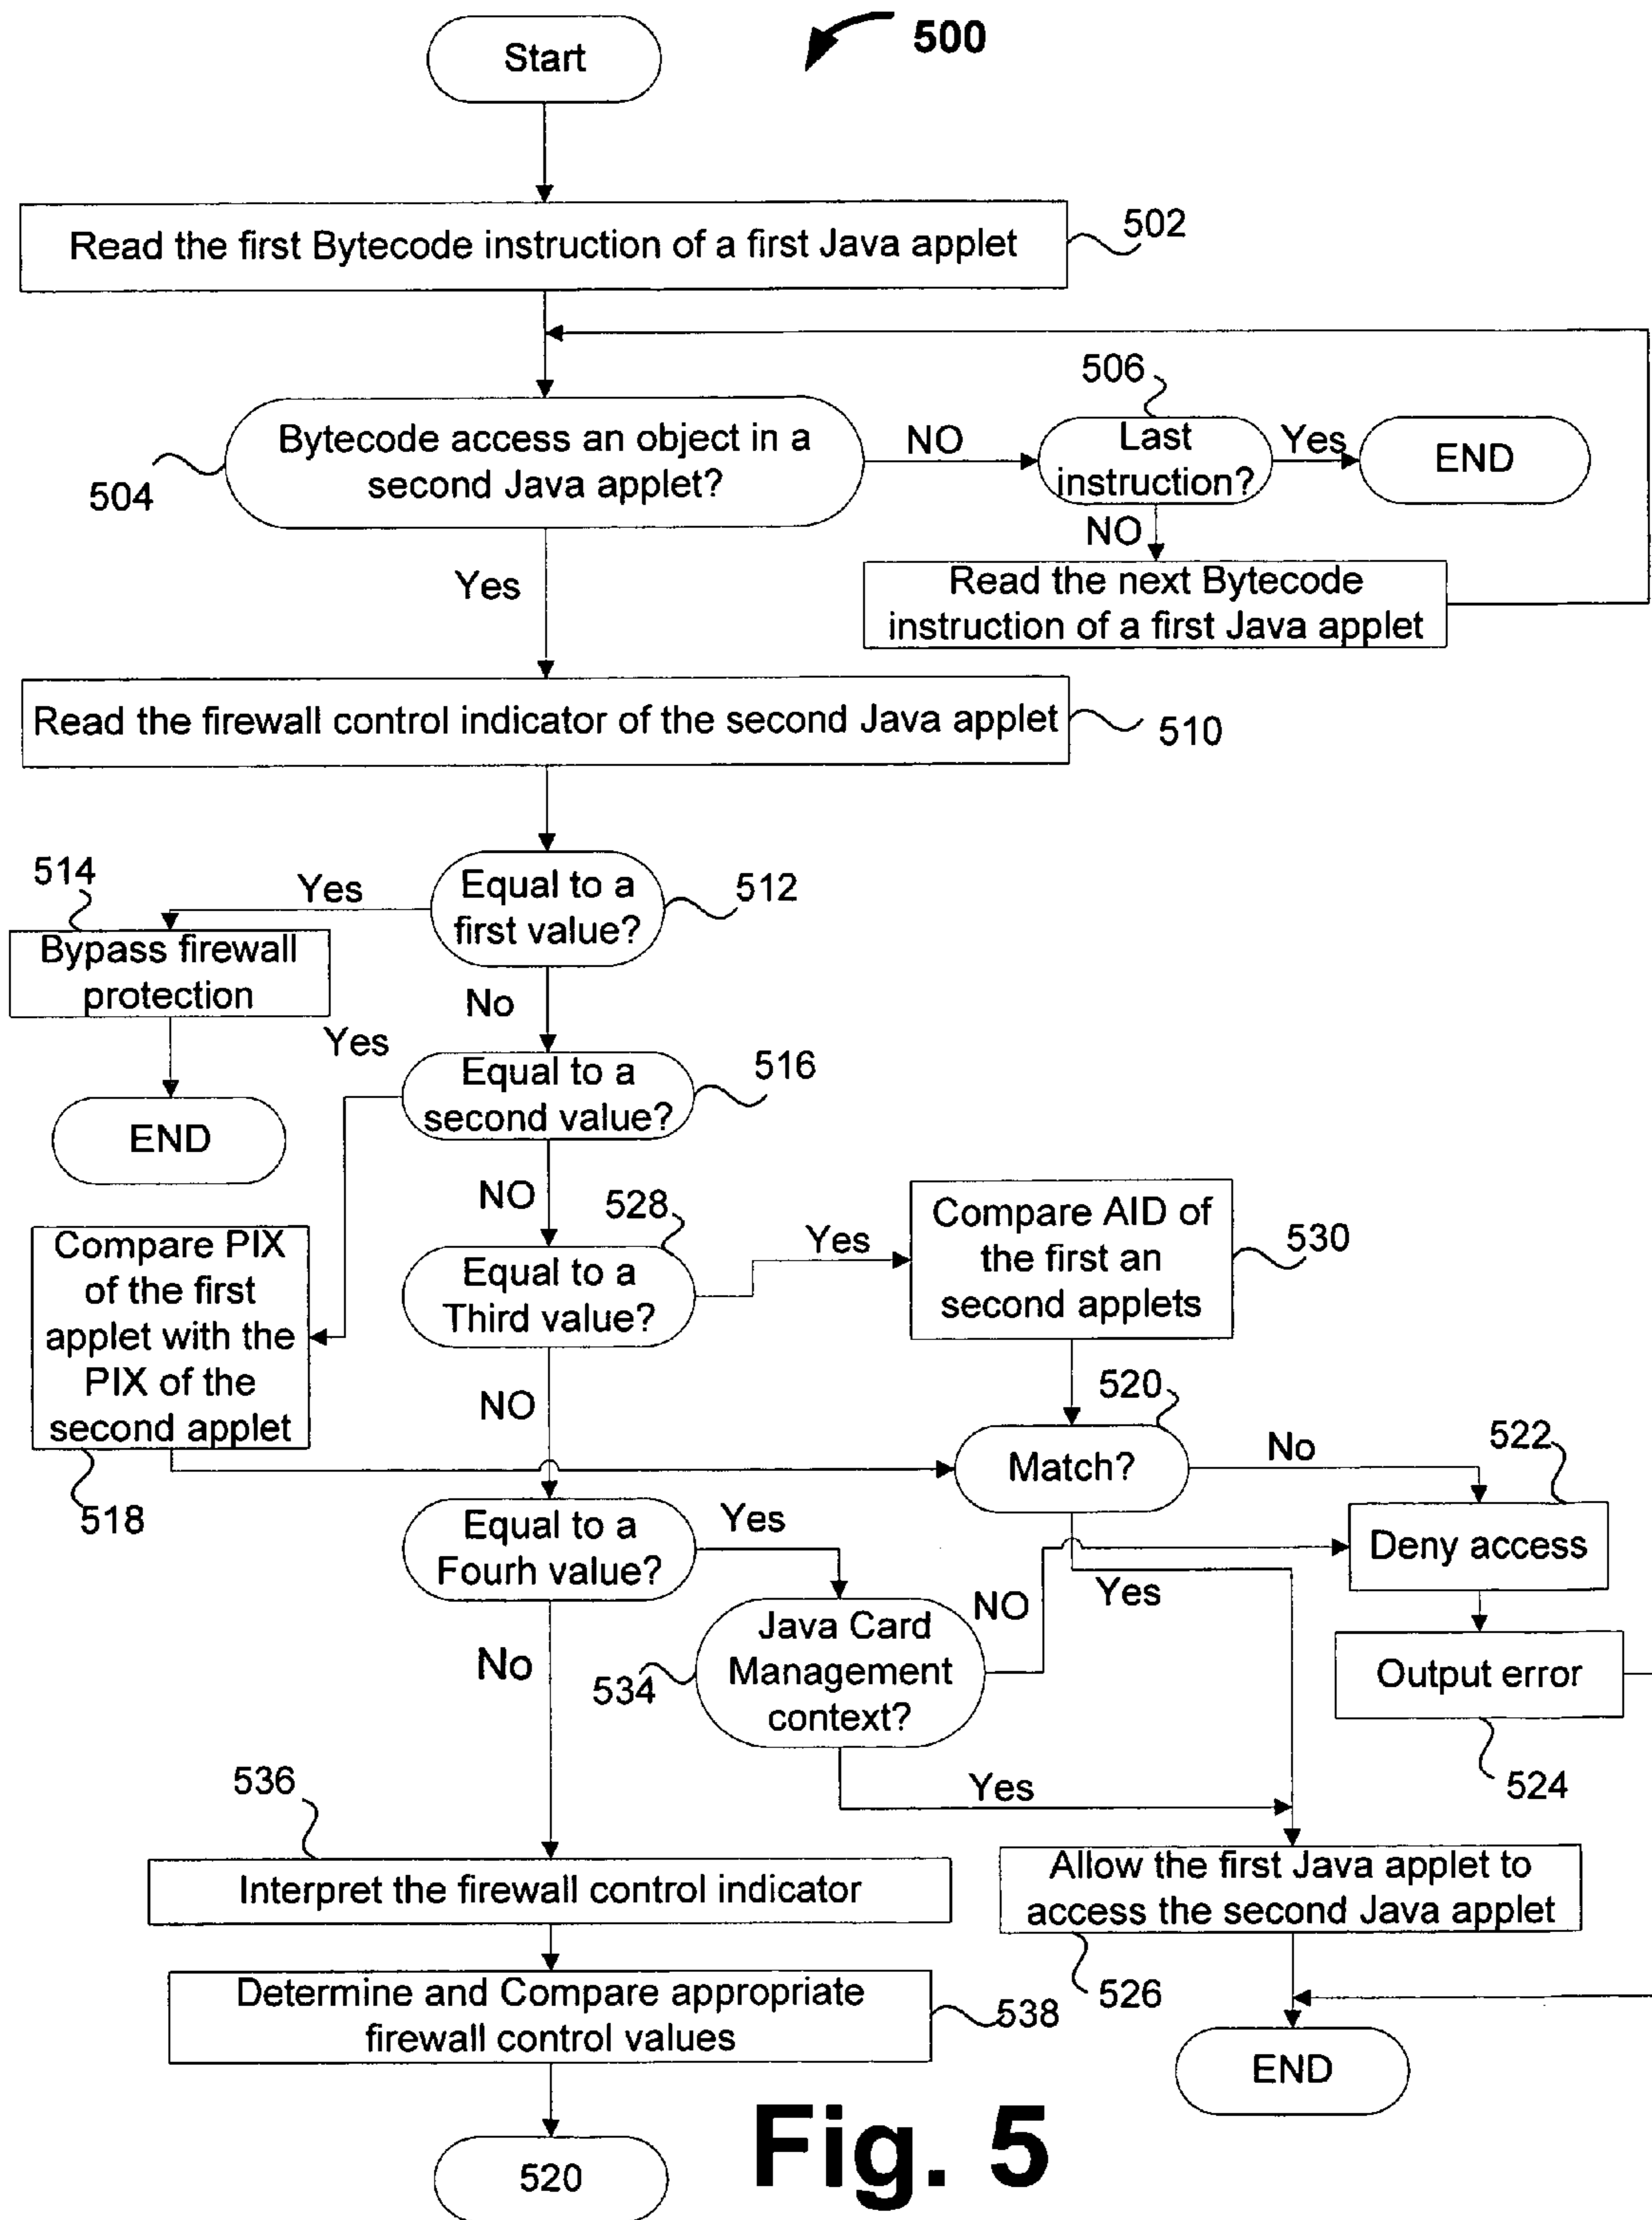 Start
500
Read the first Bytecode instruction of a first Java applet
502
506
Bytecode access an object in a
second Java applet?
504
NO
Last
instruction?
Yes
END
NO
Yes
Read the next Bytecode
instruction of a first Java applet
Read the firewall control indicator of the second Java applet
510
514
Yes
Equal to a
first value?
512
Bypass firewall
protection
No
Yes
END
Equal to a
second value?
516
NO
528
Compare AID of
the first an
second applets
530
Compare PIX
of the first
applet with the
PIX of the
second applet
518
Equal to a
Third value?
Yes
NO
520
Match?
No
522
Equal to a
Fourh value?
Yes
Deny access
NO
Yes
No
534
Java Card
Management
context?
Output error
524
Yes
536
Interpret the firewall control indicator
Allow the first Java applet to
access the second Java applet
526
Determine and Compare appropriate
firewall control values
538
END
520
Fig. 5